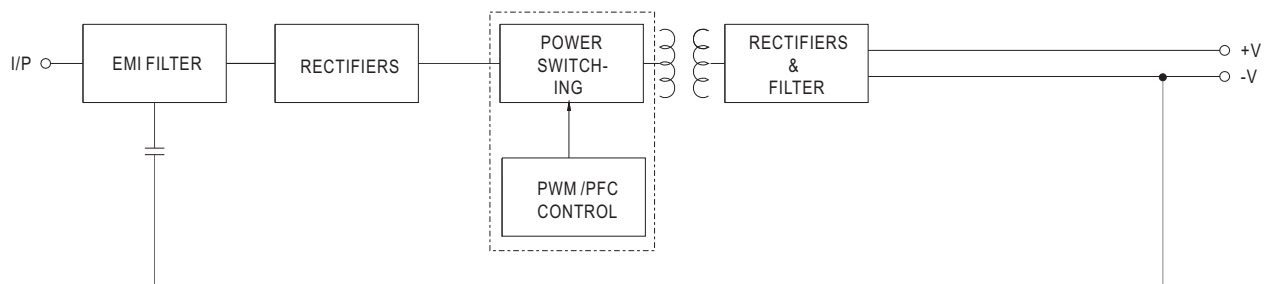 I/P
EMI FILTER
RECTIFIERS
POWER
SWITCH-
ING
RECTIFIERS
&
FILTER
+V
-V
PWM/PFC
CONTROL